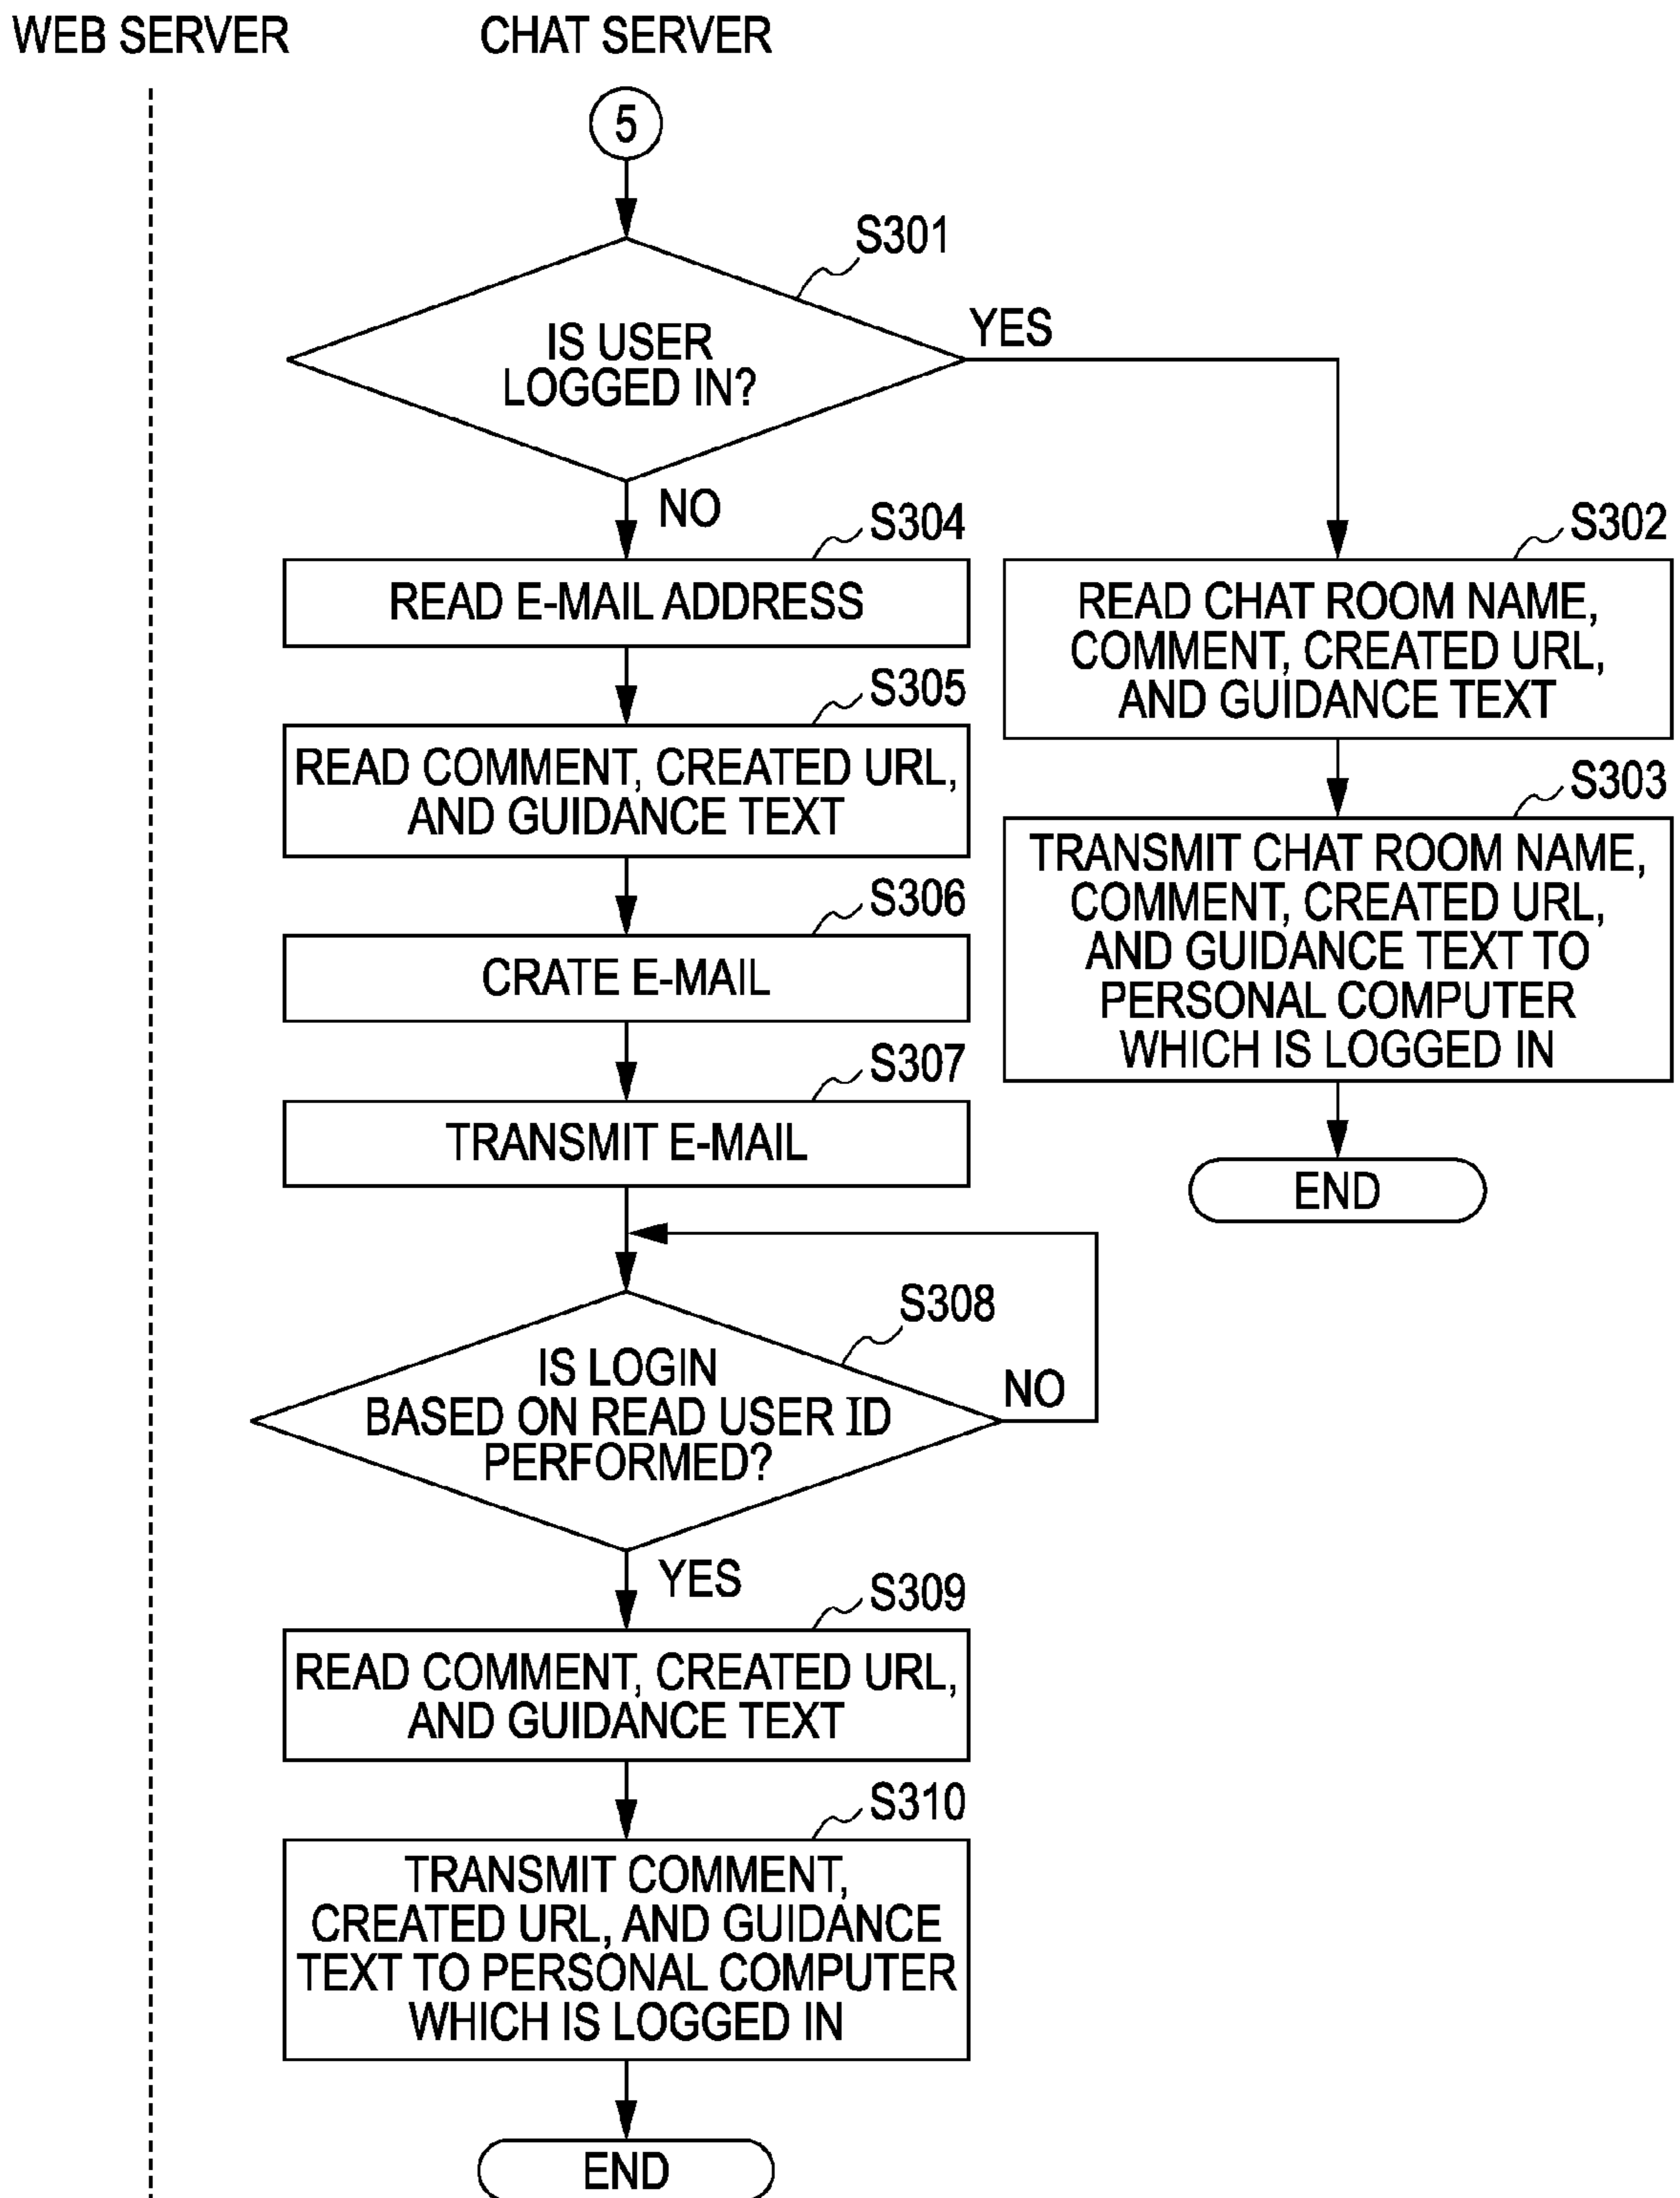 WEB SERVER
CHAT SERVER
5
S301
IS USER
LOGGED IN?
YES
NO
S304
READ E-MAIL ADDRESS
S302
READ CHAT ROOM NAME,
COMMENT, CREATED URL,
AND GUIDANCE TEXT
S305
READ COMMENT, CREATED URL,
AND GUIDANCE TEXT
S303
TRANSMIT CHAT ROOM NAME,
COMMENT, CREATED URL,
AND GUIDANCE TEXT TO
PERSONAL COMPUTER
WHICH IS LOGGED IN
S306
CRATE E-MAIL
S307
TRANSMIT E-MAIL
END
S308
IS LOGIN
BASED ON READ USER ID
PERFORMED?
NO
YES
S309
READ COMMENT, CREATED URL,
AND GUIDANCE TEXT
S310
TRANSMIT COMMENT,
CREATED URL, AND GUIDANCE
TEXT TO PERSONAL COMPUTER
WHICH IS LOGGED IN
END